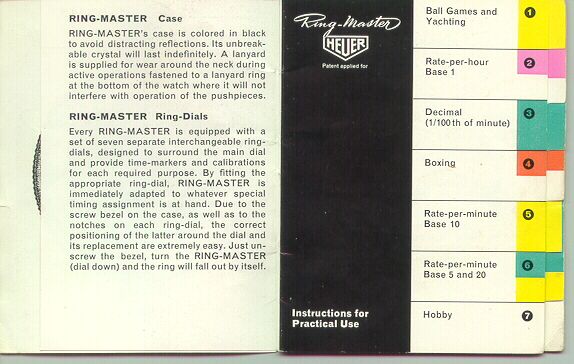 RING-MASTER Case
RING-MASTER's case is colored in black
to avoid distracting reflections. Its unbreak-
able crystal will last indefinitely. A lanyard
is supplied for wear around the neck during
active operations fastened to a lanyard ring
at the bottom of the watch where it will not
interfere with operation of the pushpieces.
RING-MASTER Ring-Dials
Every RING-MASTER is equipped with a
set of seven separate interchangeable ring-
dials, designed to surround the main dial
and provide time-markers and calibrations
for each required purpose. By fitting the
appropriate ring-dial, RING-MASTER is
immediately adapted to whatever special
timing assignment is at hand. Due to the
screw bezel on the case, as well as to the
notches on each ring-dial, the correct
positioning of the latter around the dial and
its replacement are extremely easy. Just un-
screw the bezel, turn the RING-MASTER
(dial down) and the ring will fall out by itself.
Ring-Master
HEUER
Patent applied for
Instructions for
Practical Use
Ball Games and
Yachting
1
Rate-per-hour
Base 1
2
Decimal
(1/100th of minute)
3
Boxing
4
Rate-per-minute
Base 10
5
Rate-per-minute
Base 5 and 20
6
Hobby
7